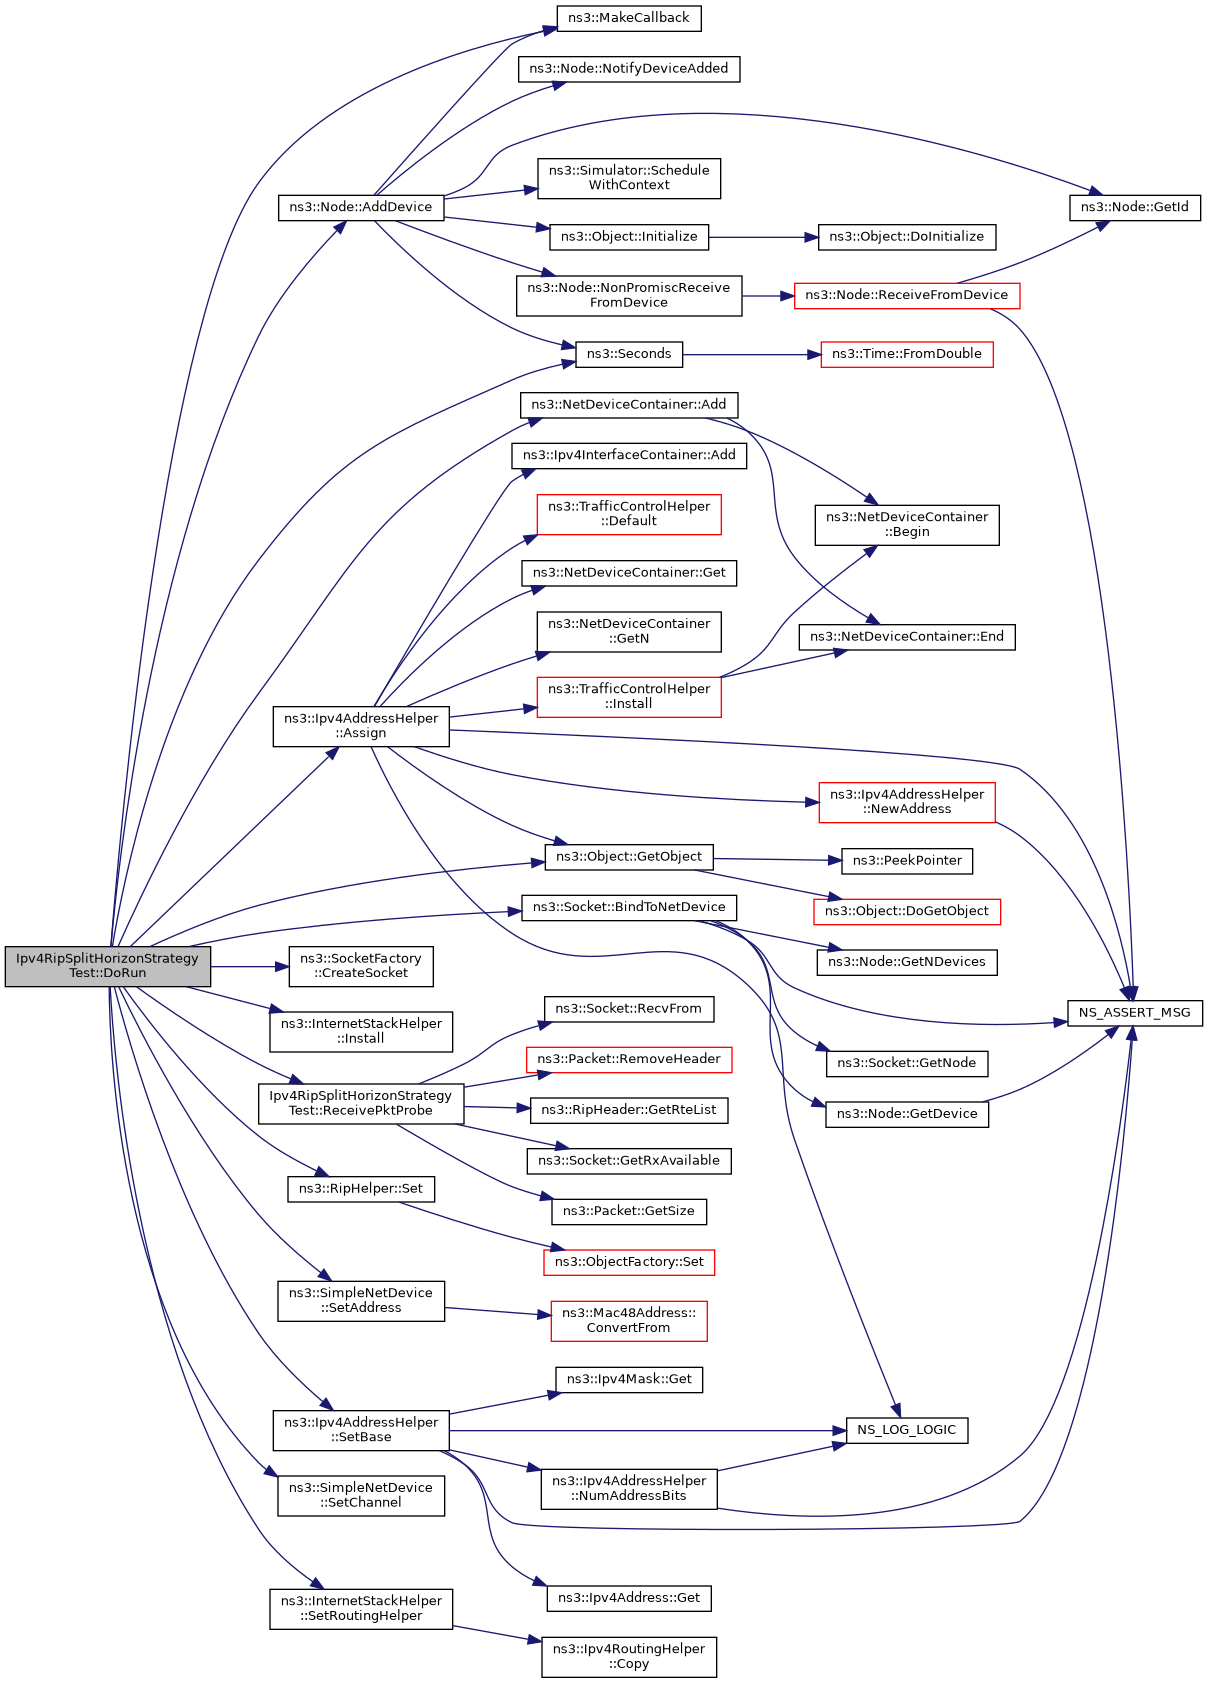 ns3::MakeCallback
ns3::Node::NotifyDeviceAdded
ns3::Simulator::Schedule
WithContext
ns3::Node::AddDevice
ns3::Node::GetId
ns3::Object::Initialize
ns3::Object::DoInitialize
ns3::Node::NonPromiscReceive
FromDevice
ns3::Node::ReceiveFromDevice
ns3::Seconds
ns3::Time::FromDouble
ns3::NetDeviceContainer::Add
ns3::Ipv4InterfaceContainer::Add
ns3::TrafficControlHelper
::Default
ns3::NetDeviceContainer
::Begin
ns3::NetDeviceContainer::Get
ns3::NetDeviceContainer
::GetN
ns3::NetDeviceContainer::End
ns3::TrafficControlHelper
::Install
ns3::Ipv4AddressHelper
::Assign
ns3::Ipv4AddressHelper
::NewAddress
ns3::Object::GetObject
ns3::PeekPointer
ns3::Socket::BindToNetDevice
ns3::Object::DoGetObject
Ipv4RipSplitHorizonStrategy
Test::DoRun
ns3::SocketFactory
::CreateSocket
ns3::Node::GetNDevices
ns3::Socket::RecvFrom
NS_ASSERT_MSG
ns3::InternetStackHelper
::Install
ns3::Packet::RemoveHeader
ns3::Socket::GetNode
Ipv4RipSplitHorizonStrategy
Test::ReceivePktProbe
ns3::RipHeader::GetRteList
ns3::Node::GetDevice
ns3::Socket::GetRxAvailable
ns3::RipHelper::Set
ns3::Packet::GetSize
ns3::ObjectFactory::Set
ns3::SimpleNetDevice
::SetAddress
ns3::Mac48Address::
ConvertFrom
ns3::Ipv4Mask::Get
ns3::Ipv4AddressHelper
::SetBase
NS_LOG_LOGIC
ns3::Ipv4AddressHelper
::NumAddressBits
ns3::SimpleNetDevice
::SetChannel
ns3::Ipv4Address::Get
ns3::InternetStackHelper
::SetRoutingHelper
ns3::Ipv4RoutingHelper
::Copy